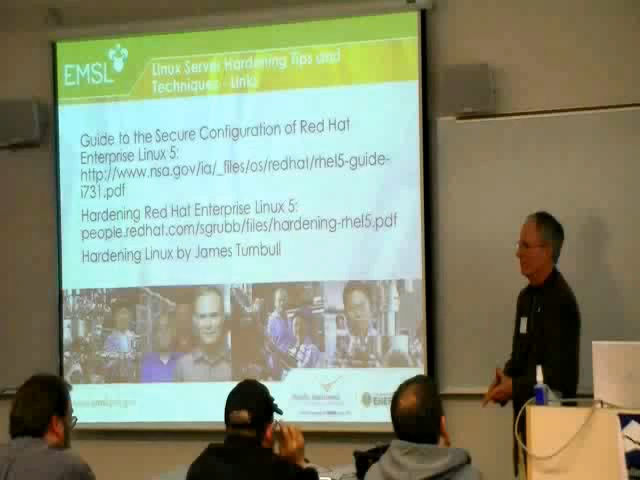 EMSL
Linux Server Hardening Tips and
Techniques - Links
Guide to the Secure Configuration of Red Hat
Enterprise Linux 5:
http://www.nsa.gov/ia/_files/os/redhat/rhel5-guide-
i731.pdf
Hardening Red Hat Enterprise Linux 5:
people.redhat.com/sgrubb/files/hardening-rhel5.pdf
Hardening Linux by James Turnbull